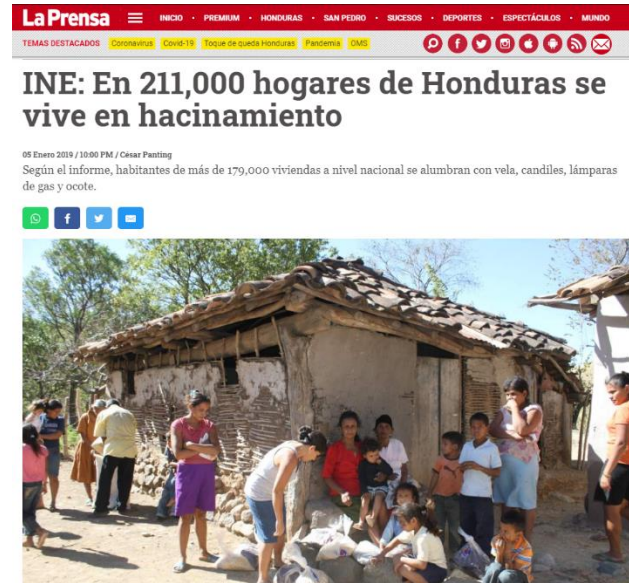 LaPrensa INICIO · PREMIUM · HONDURAS · SAN PEDRO · SUCESOS · DEPORTES · ESPECTÁCULOS · MUNDO
TEMAS DESTACADOS Coronavirus Covid-19 Toque de queda Honduras Pandemia OMS
INE: En 211,000 hogares de Honduras se
vive en hacinamiento
05 Enero 2019 / 10:00 PM / César Panting
Según el informe, habitantes de más de 179,000 viviendas a nivel nacional se alumbran con vela, candiles, lámparas
de gas y ocote.